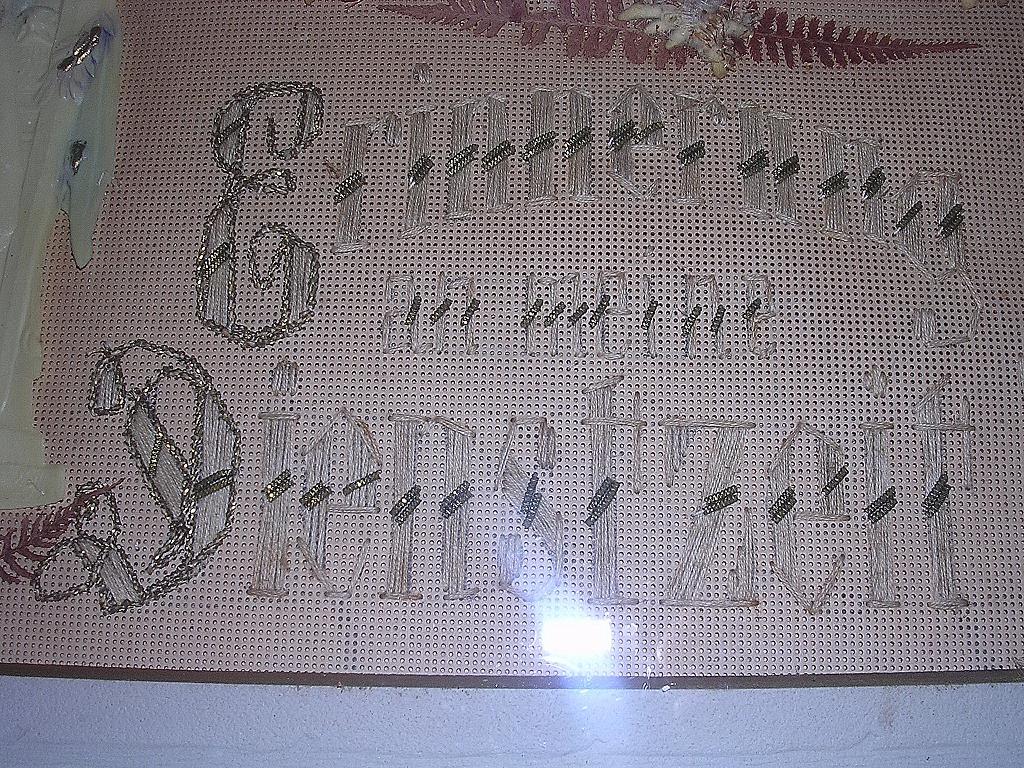 Erinnerung
an meine
Dienstzeit